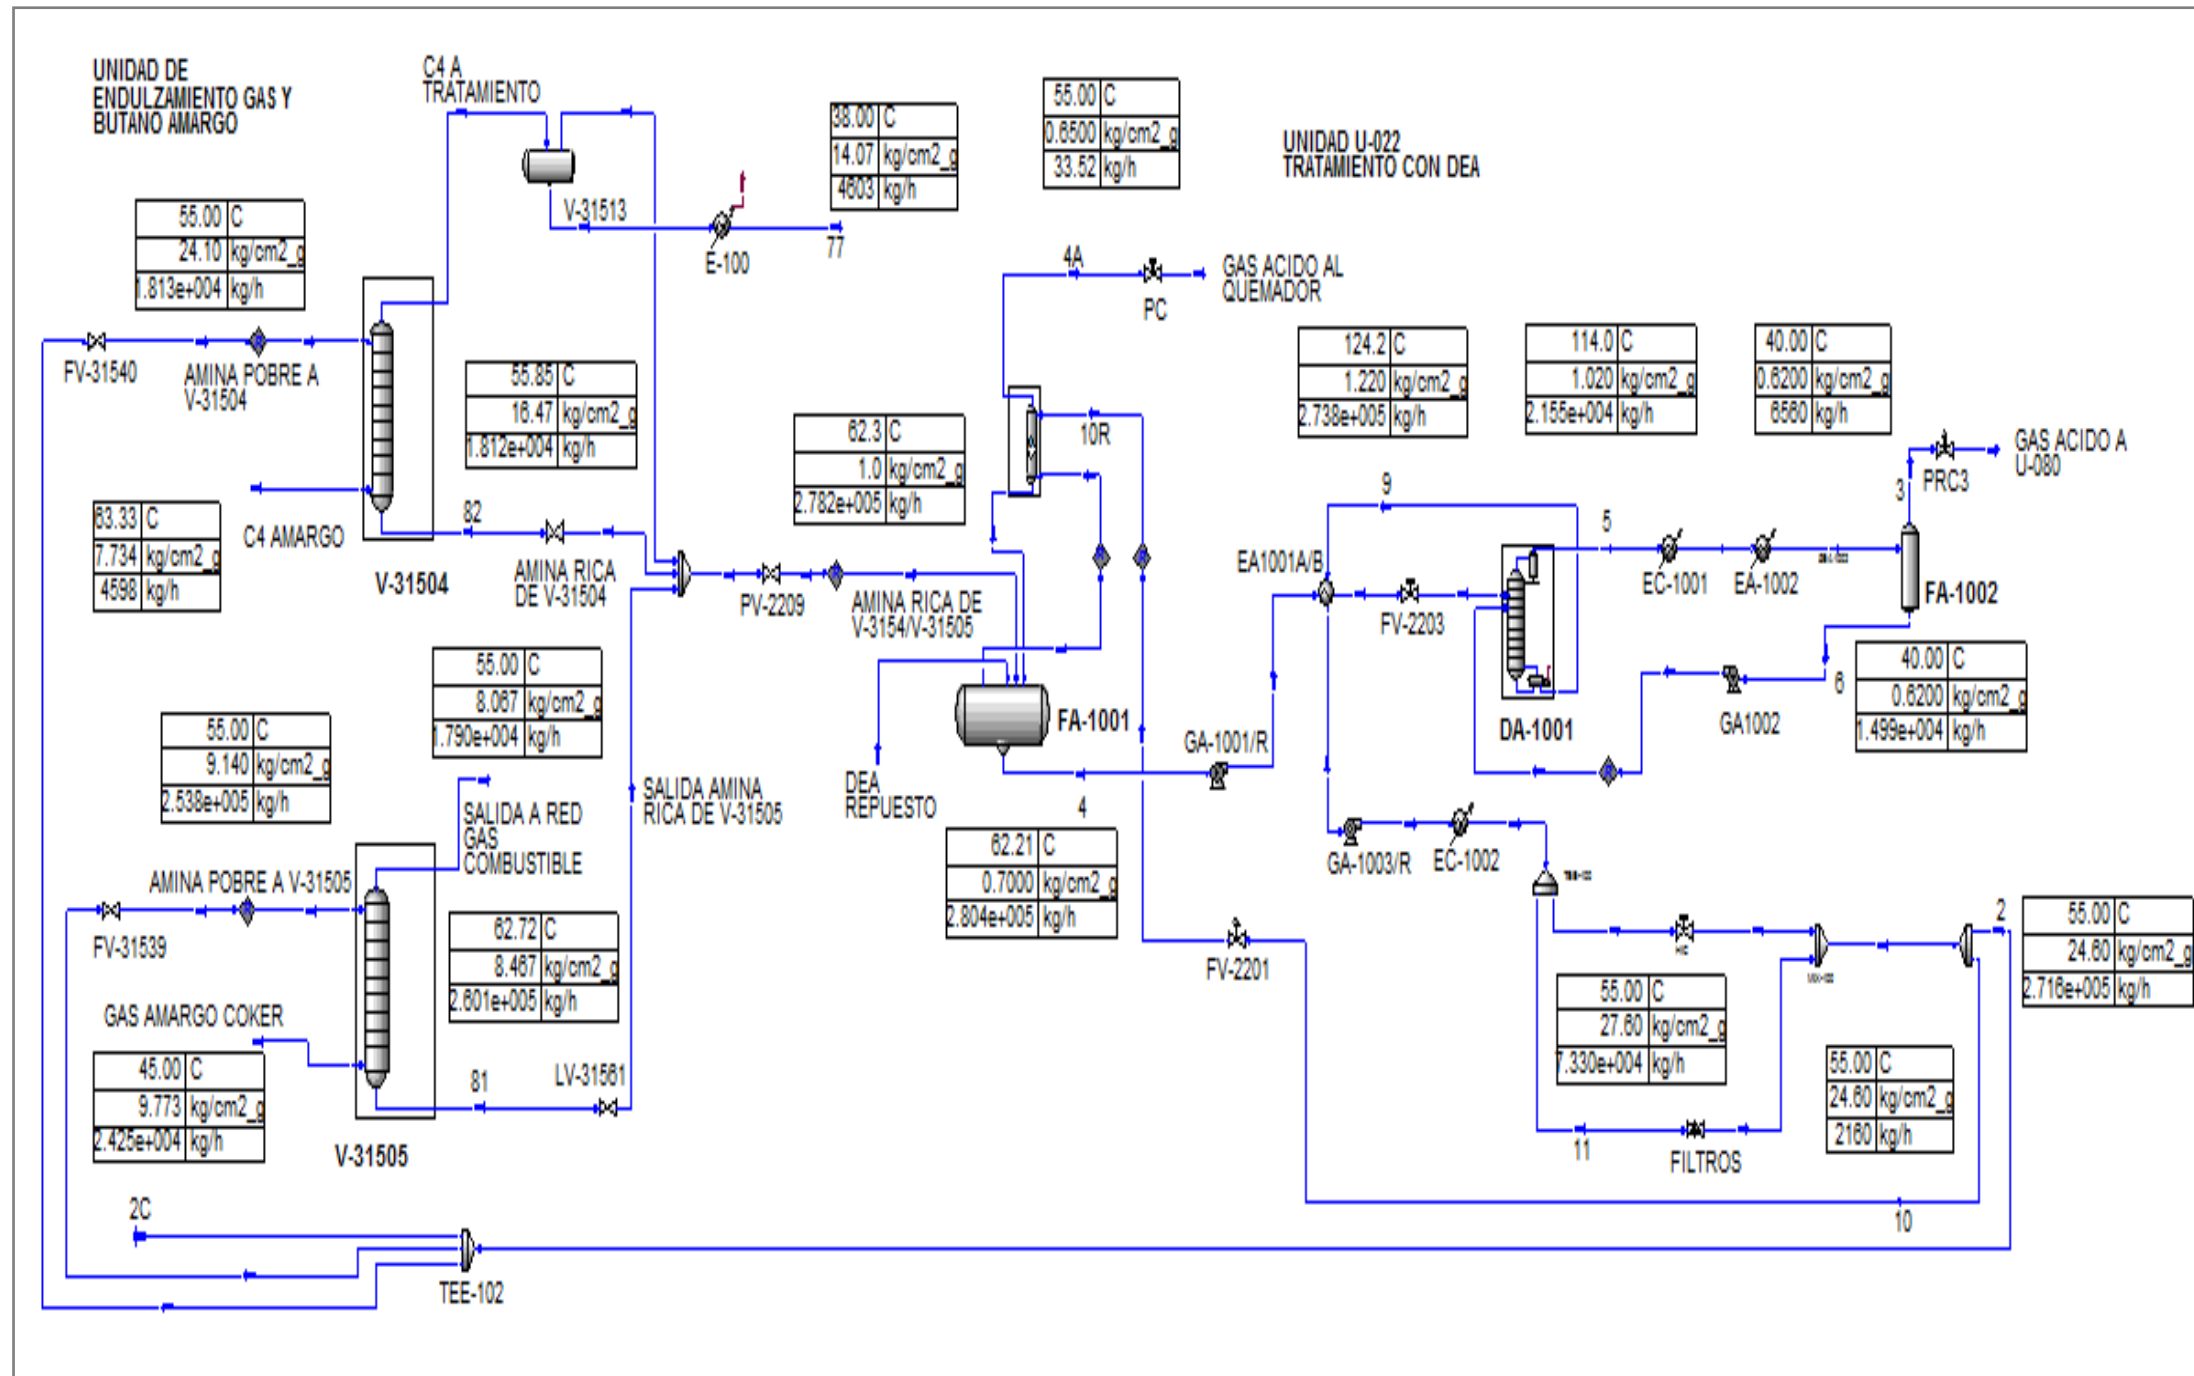 UNIDAD DE
ENDULZAMIENTO GAS Y
BUTANO AMARGO
C4 A
TRATAMIENTO
V-31513
E-100
77
38.00 C
14.07 kg/cm2_g
4603 kg/h
55.00 C
0.6500 kg/cm2_g
33.52 kg/h
UNIDAD U-022
TRATAMIENTO CON DEA
55.00 C
24.10 kg/cm2_g
1.813e+004 kg/h
FV-31540
AMINA POBRE A
V-31504
4A
PC
GAS ACIDO AL
QUEMADOR
55.85 C
16.47 kg/cm2_g
1.812e+004 kg/h
62.3 C
1.0 kg/cm2_g
2.782e+005 kg/h
10R
124.2 C
1.220 kg/cm2_g
2.738e+005 kg/h
114.0 C
1.020 kg/cm2_g
2.155e+004 kg/h
40.00 C
0.6200 kg/cm2_g
6560 kg/h
GAS ACIDO A
U-080
PRC3
3
63.33 C
7.734 kg/cm2_g
4598 kg/h
C4 AMARGO
V-31504
82
AMINA RICA
DE V-31504
PV-2209
AMINA RICA DE
V-3154/V-31505
9
5
EA1001A/B
FV-2203
EC-1001
EA-1002
FA-1002
DA-1001
GA1002
6
40.00 C
0.6200 kg/cm2_g
1.499e+004 kg/h
55.00 C
8.067 kg/cm2_g
1.790e+004 kg/h
55.00 C
9.140 kg/cm2_g
2.538e+005 kg/h
SALIDA A RED
GAS
COMBUSTIBLE
SALIDA AMINA
RICA DE V-31505
DEA
REPUESTO
FA-1001
4
GA-1001/R
62.21 C
0.7000 kg/cm2_g
2.804e+005 kg/h
GA-1003/R
EC-1002
AMINA POBRE A V-31505
FV-31539
62.72 C
8.467 kg/cm2_g
2.601e+005 kg/h
FV-2201
2
55.00 C
24.60 kg/cm2_g
2.716e+005 kg/h
55.00 C
27.60 kg/cm2_g
7.330e+004 kg/h
55.00 C
24.60 kg/cm2_g
2160 kg/h
GAS AMARGO COKER
45.00 C
9.773 kg/cm2_g
2.425e+004 kg/h
81
LV-31561
V-31505
11
FILTROS
10
2C
TEE-102